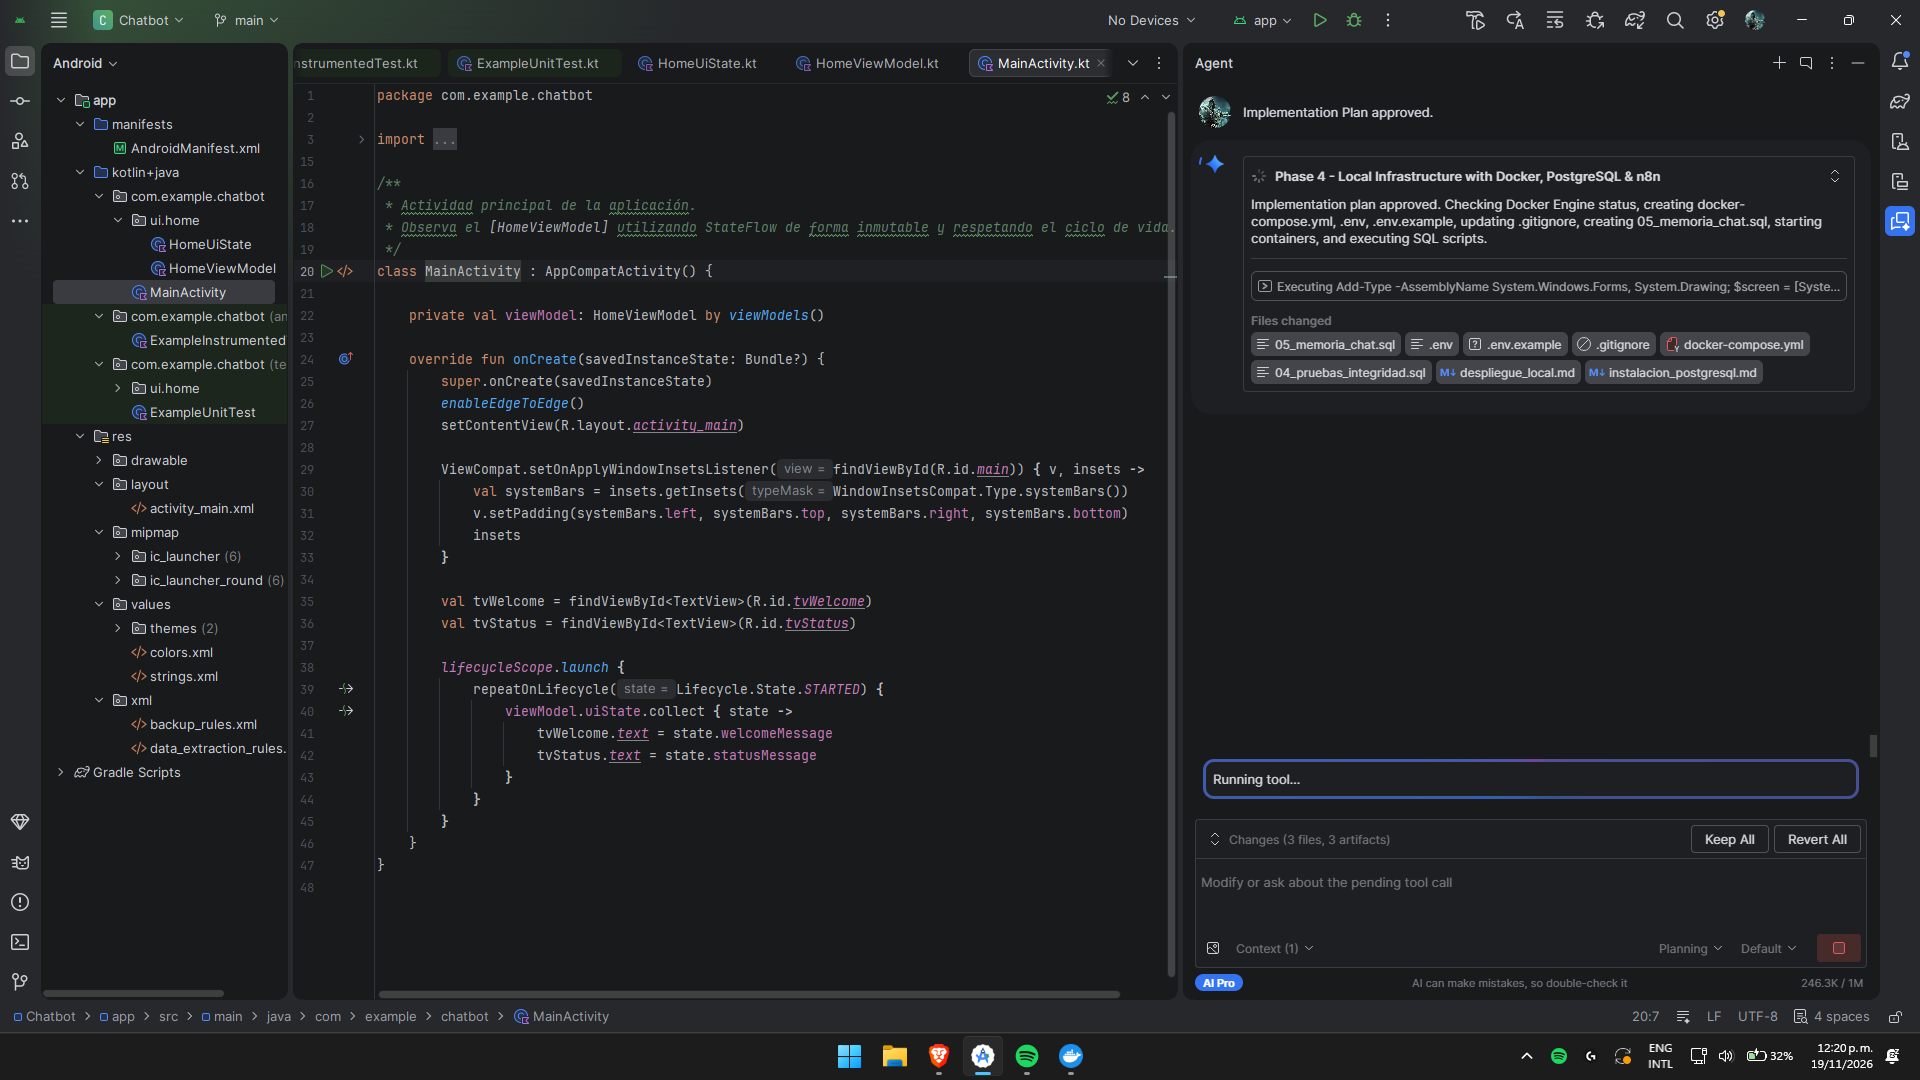 C Chatbot main No Devices app
Android
app
manifests
AndroidManifest.xml
kotlin+java
com.example.chatbot
ui.home
HomeUiState
HomeViewModel
MainActivity
com.example.chatbot (an
ExampleInstrumented
com.example.chatbot (te
ui.home
ExampleUnitTest
res
drawable
layout
activity_main.xml
mipmap
ic_launcher (6)
ic_launcher_round (6)
values
themes (2)
colors.xml
strings.xml
xml
backup_rules.xml
data_extraction_rules.
Gradle Scripts
nstrumentedTest.kt ExampleUnitTest.kt HomeUiState.kt HomeViewModel.kt MainActivity.kt
8
1 package com.example.chatbot
2
3 import ...
15
16 /**
17 * Actividad principal de la aplicación.
18 * Observa el [HomeViewModel] utilizando StateFlow de forma inmutable y respetando el ciclo de vida.
19 */
20 class MainActivity : AppCompatActivity() {
21
22 private val viewModel: HomeViewModel by viewModels()
23
24 override fun onCreate(savedInstanceState: Bundle?) {
25 super.onCreate(savedInstanceState)
26 enableEdgeToEdge()
27 setContentView(R.layout.activity_main)
28
29 ViewCompat.setOnApplyWindowInsetsListener( view = findViewById(R.id.main)) { v, insets ->
30 val systemBars = insets.getInsets( typeMask = WindowInsetsCompat.Type.systemBars())
31 v.setPadding(systemBars.left, systemBars.top, systemBars.right, systemBars.bottom)
32 insets
33 }
34
35 val tvWelcome = findViewById<TextView>(R.id.tvWelcome)
36 val tvStatus = findViewById<TextView>(R.id.tvStatus)
37
38 lifecycleScope.launch {
39 repeatOnLifecycle( state = Lifecycle.State.STARTED) {
40 viewModel.uiState.collect { state ->
41 tvWelcome.text = state.welcomeMessage
42 tvStatus.text = state.statusMessage
43 }
44 }
45 }
46 }
47 }
48
Agent
Implementation Plan approved.
Phase 4 - Local Infrastructure with Docker, PostgreSQL & n8n
Implementation plan approved. Checking Docker Engine status, creating docker-
compose.yml, .env, .env.example, updating .gitignore, creating 05_memoria_chat.sql, starting
containers, and executing SQL scripts.
Executing Add-Type -AssemblyName System.Windows.Forms, System.Drawing; $screen = [Syste...
Files changed
05_memoria_chat.sql .env .env.example .gitignore docker-compose.yml
04_pruebas_integridad.sql M↓ despliegue_local.md M↓ instalacion_postgresql.md
Running tool...
Changes (3 files, 3 artifacts) Keep All Revert All
Modify or ask about the pending tool call
Context (1) Planning Default
AI Pro AI can make mistakes, so double-check it 246.3K / 1M
Chatbot > app > src > main > java > com > example > chatbot > MainActivity 20:7 LF UTF-8 4 spaces
ENG
INTL
32%
12:20 p. m.
19/11/2026